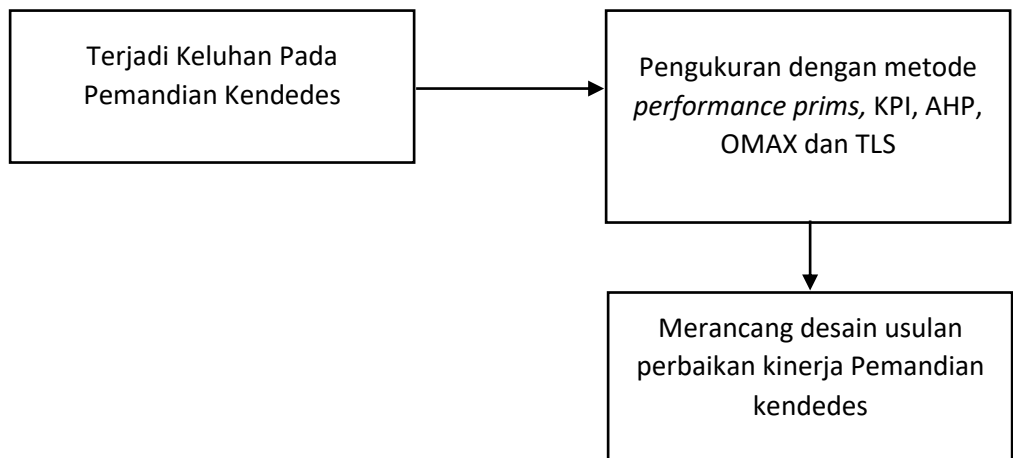 Terjadi Keluhan Pada
Pemandian Kendedes
Pengukuran dengan metode
performance prims, KPI, AHP,
OMAX dan TLS
Merancang desain usulan
perbaikan kinerja Pemandian
kendedes